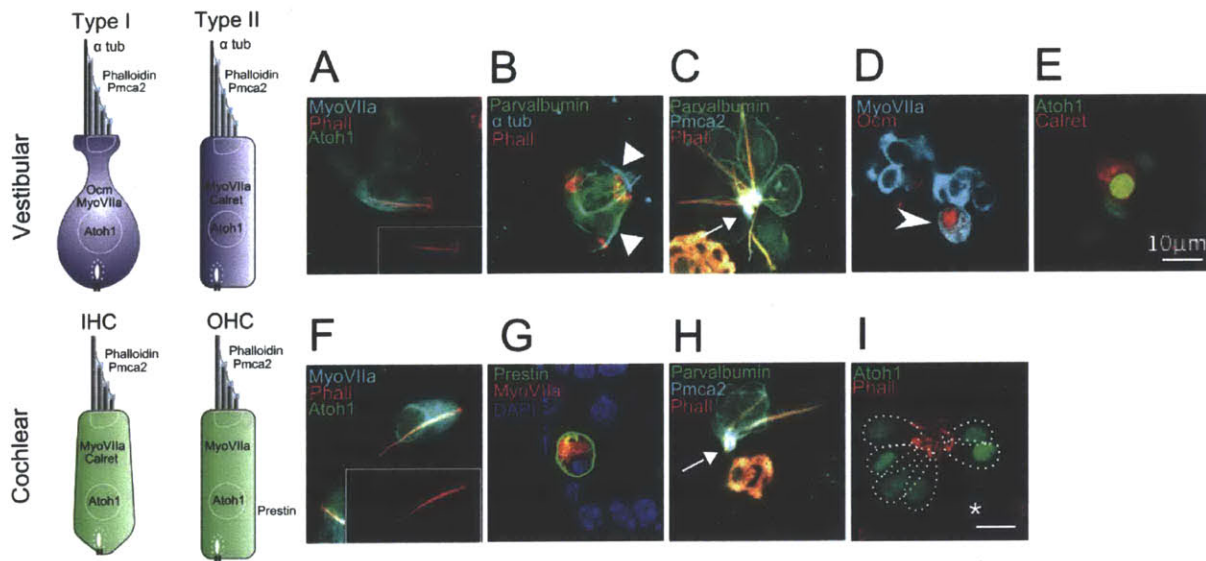 Vestibular
Type I
α tub
Phalloidin
Pmca2
Ocm
MyoVIIa
Atoh1
Type II
α tub
Phalloidin
Pmca2
MyoVIIa
Calret
Atoh1
A
MyoVIIa
Phall
Atoh1
B
Parvalbumin
α tub
Phall
C
Parvalbumin
Pmca2
Phall
D
MyoVIIa
Ocm
E
Atoh1
Calret
10µm
Cochlear
IHC
Phalloidin
Pmca2
MyoVIIa
Calret
Atoh1
OHC
Phalloidin
Pmca2
MyoVIIa
Atoh1
Prestin
F
MyoVIIa
Phall
Atoh1
G
Prestin
MyoVIIa
DAPI
H
Parvalbumin
Pmca2
Phall
I
Atoh1
Phall
*